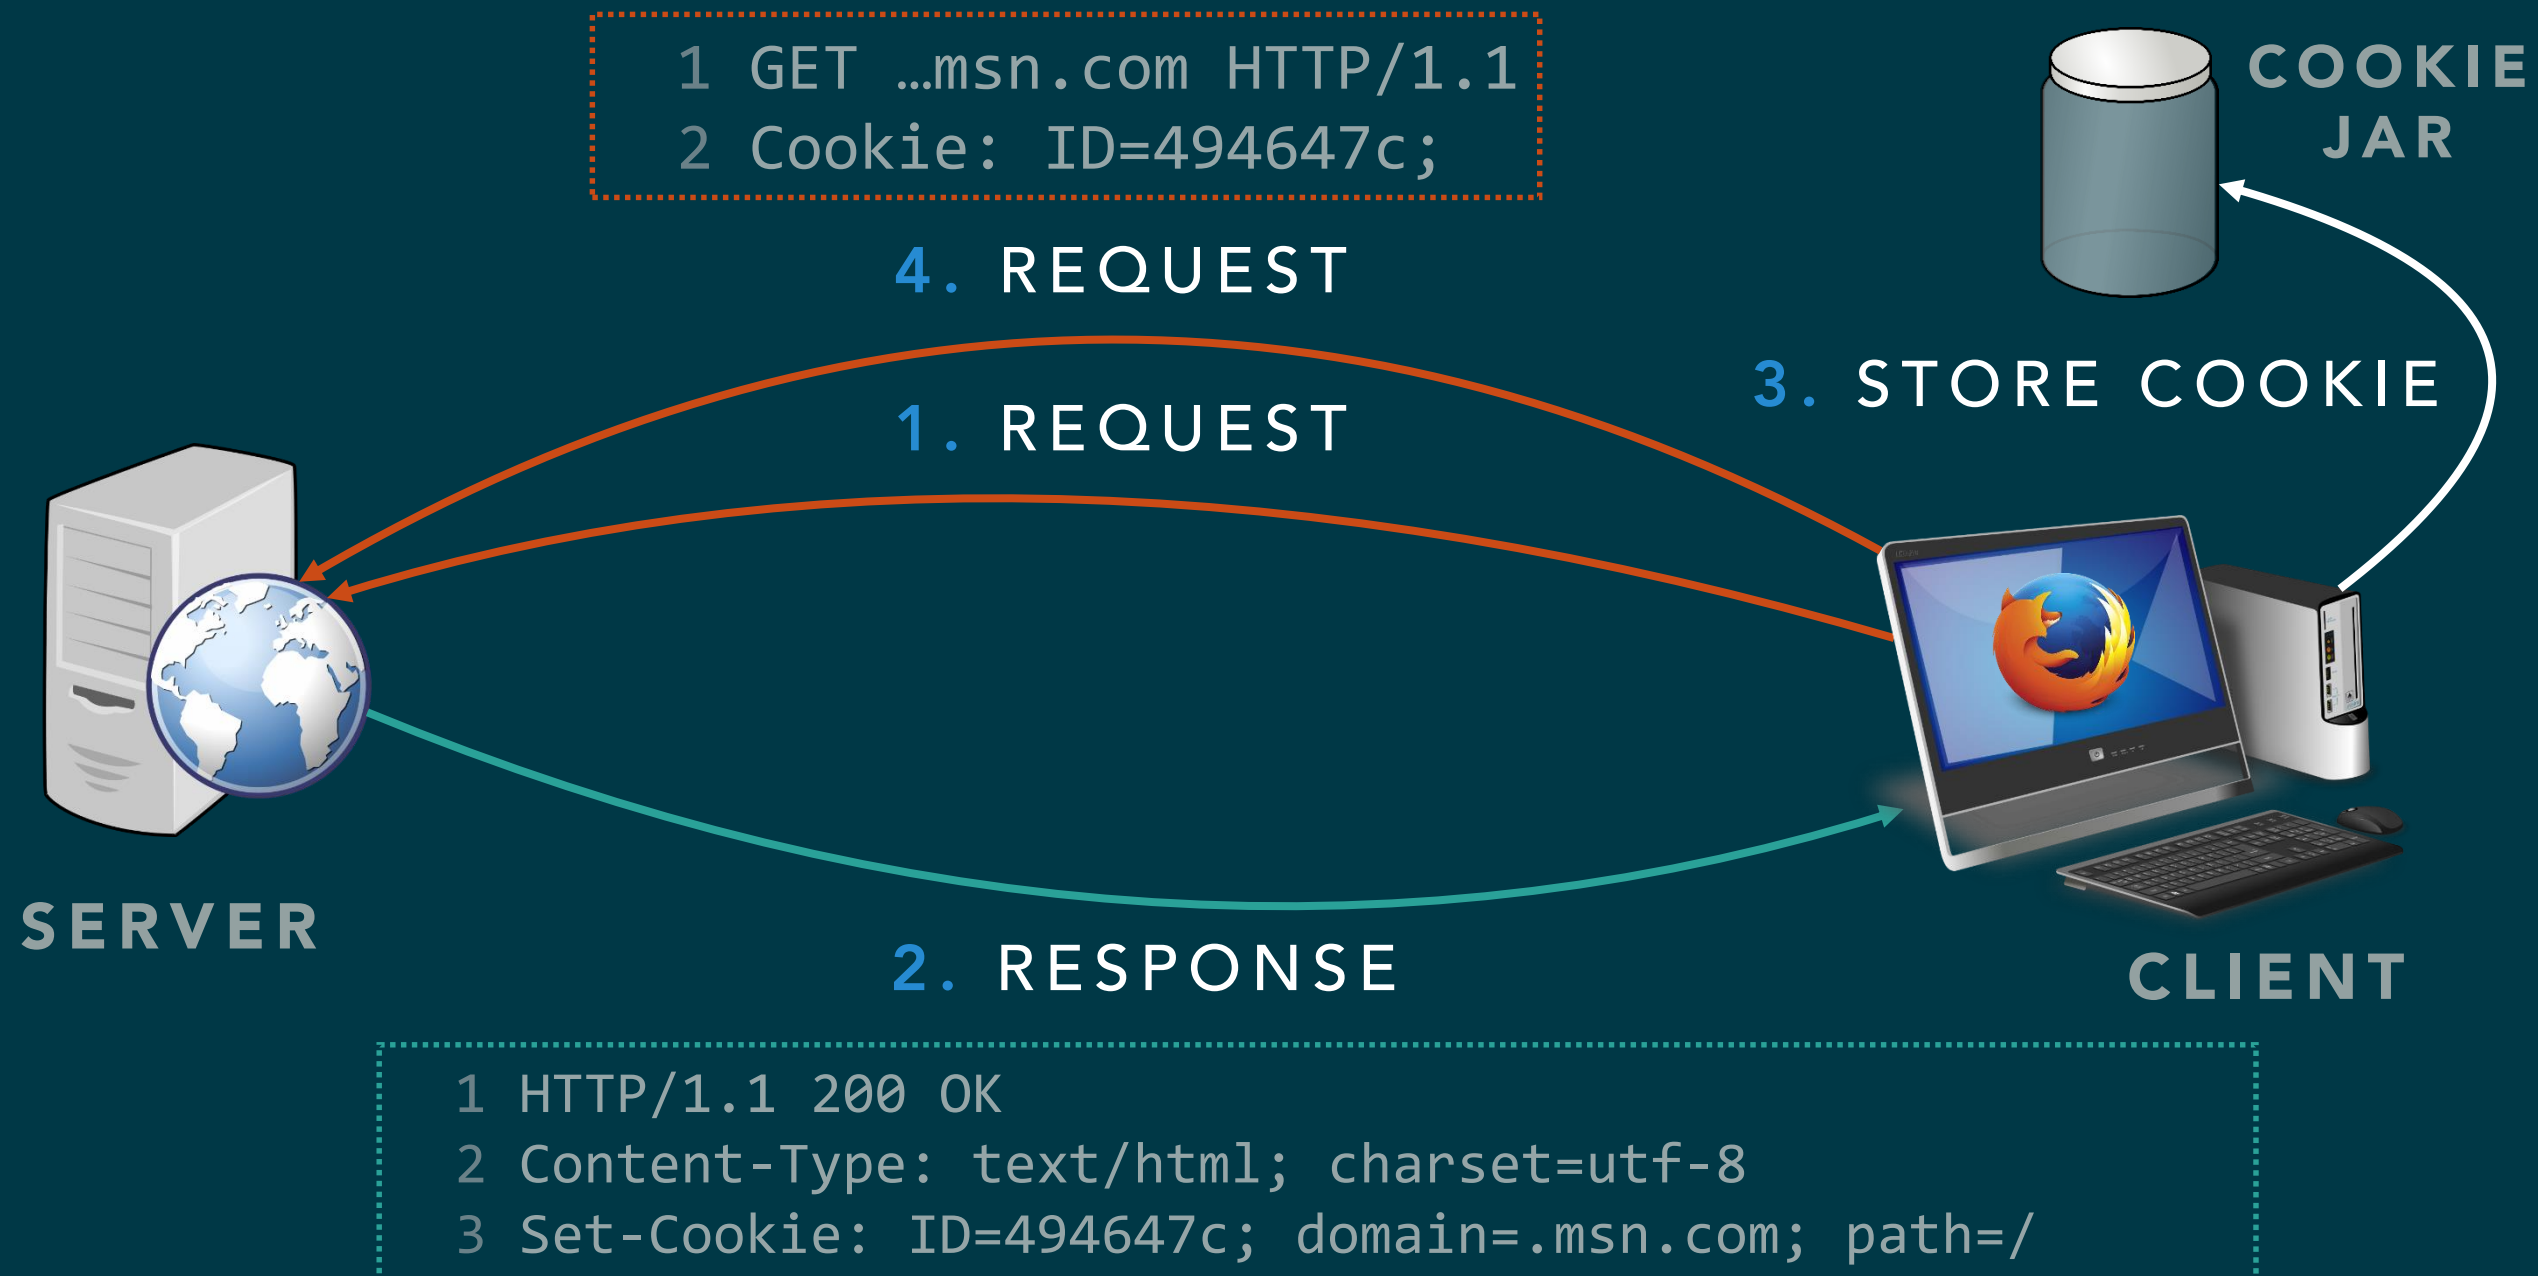 1 GET …msn.com HTTP/1.1
2 Cookie: ID=494647c;
COOKIE
JAR
4. REQUEST
3. STORE COOKIE
1. REQUEST
SERVER
2. RESPONSE
CLIENT
1 HTTP/1.1 200 OK
2 Content-Type: text/html; charset=utf-8
3 Set-Cookie: ID=494647c; domain=.msn.com; path=/